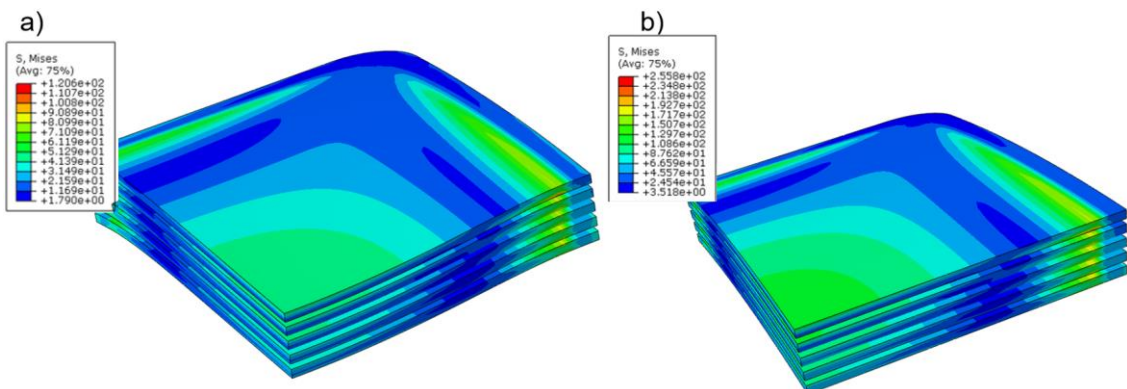 a)
S, Mises
(Avg: 75%)
+1.206e+02
+1.107e+02
+1.008e+02
+9.089e+01
+8.099e+01
+7.109e+01
+6.119e+01
+5.129e+01
+4.139e+01
+3.149e+01
+2.159e+01
+1.169e+01
+1.790e+00
b)
S, Mises
(Avg: 75%)
+2.558e+02
+2.348e+02
+2.138e+02
+1.927e+02
+1.717e+02
+1.507e+02
+1.297e+02
+1.086e+02
+8.762e+01
+6.659e+01
+4.557e+01
+2.454e+01
+3.518e+00